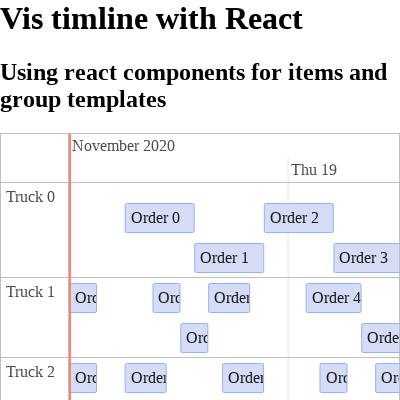 Vis timline with React
Using react components for items and
group templates
November 2020
Thu 19
Truck 0
Order 0
Order 2
Order 1
Order 3
Truck 1
Ord
Ord
Order
Order 4
Ord
Orde
Truck 2
Ord
Order
Order
Ord
Or